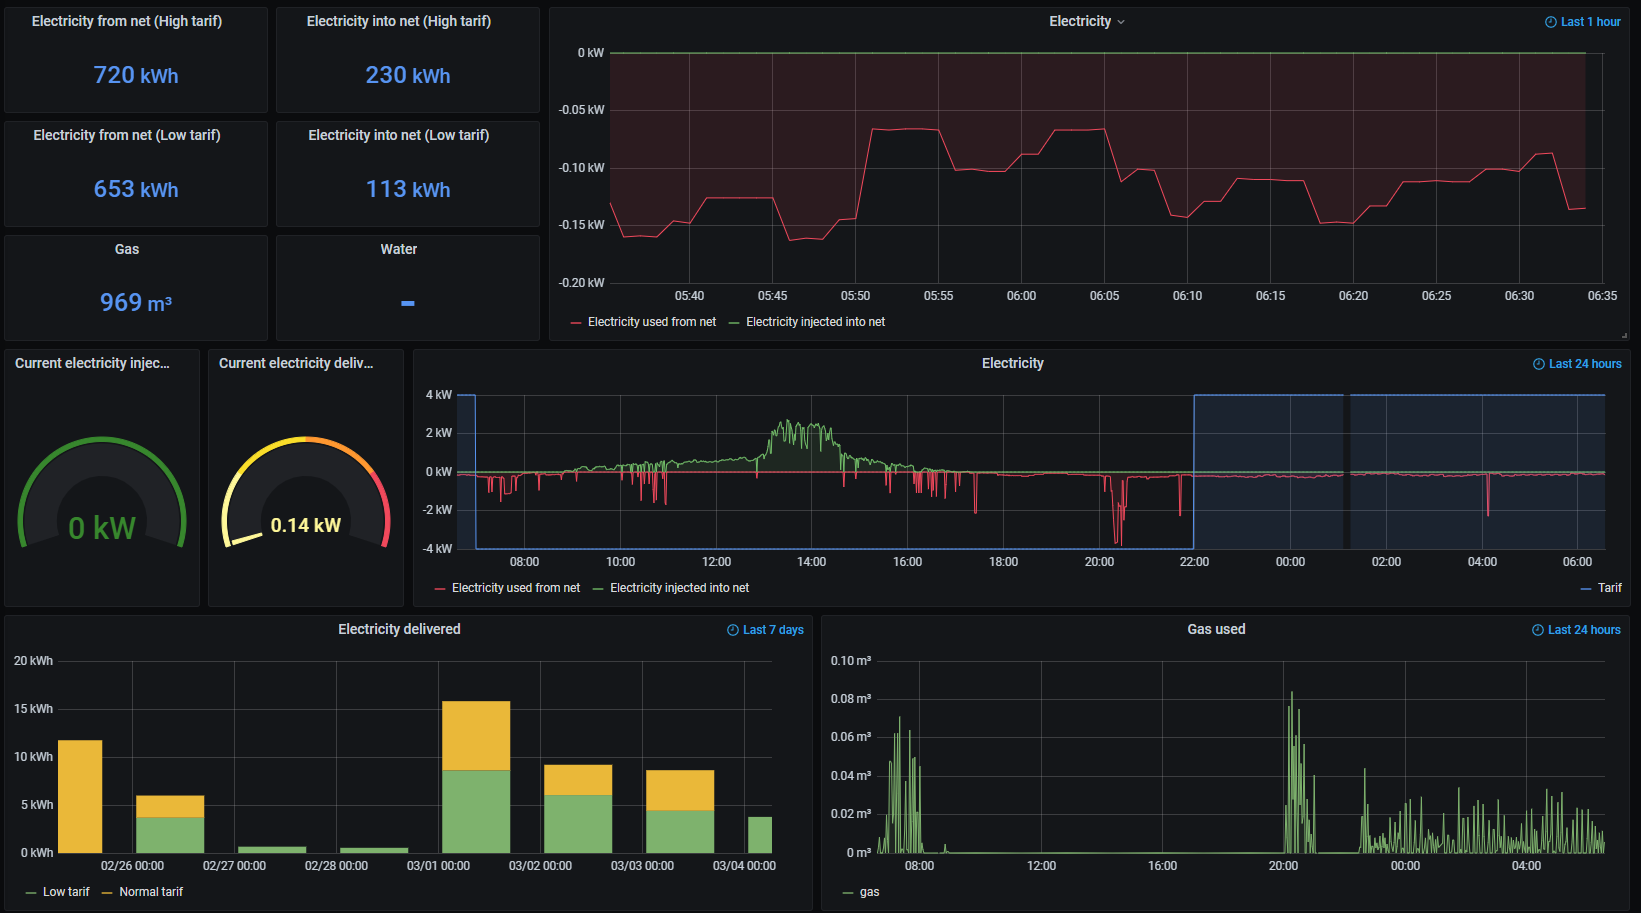 Electricity from net (High tarif)
720 kWh
Electricity into net (High tarif)
230 kWh
Electricity from net (Low tarif)
653 kWh
Electricity into net (Low tarif)
113 kWh
Gas
969 m³
Water
-
Electricity
Last 1 hour
0 kW
-0.05 kW
-0.10 kW
-0.15 kW
-0.20 kW
05:40 05:45 05:50 05:55 06:00 06:05 06:10 06:15 06:20 06:25 06:30 06:35
Electricity used from net Electricity injected into net
Current electricity injec...
0 kW
Current electricity deliv...
0.14 kW
Electricity
Last 24 hours
4 kW
2 kW
0 kW
-2 kW
-4 kW
08:00 10:00 12:00 14:00 16:00 18:00 20:00 22:00 00:00 02:00 04:00 06:00
Electricity used from net Electricity injected into net Tarif
Electricity delivered
Last 7 days
20 kWh
15 kWh
10 kWh
5 kWh
0 kWh
02/26 00:00 02/27 00:00 02/28 00:00 03/01 00:00 03/02 00:00 03/03 00:00 03/04 00:00
Low tarif Normal tarif
Gas used
Last 24 hours
0.10 m³
0.08 m³
0.06 m³
0.04 m³
0.02 m³
0 m³
08:00 12:00 16:00 20:00 00:00 04:00
gas